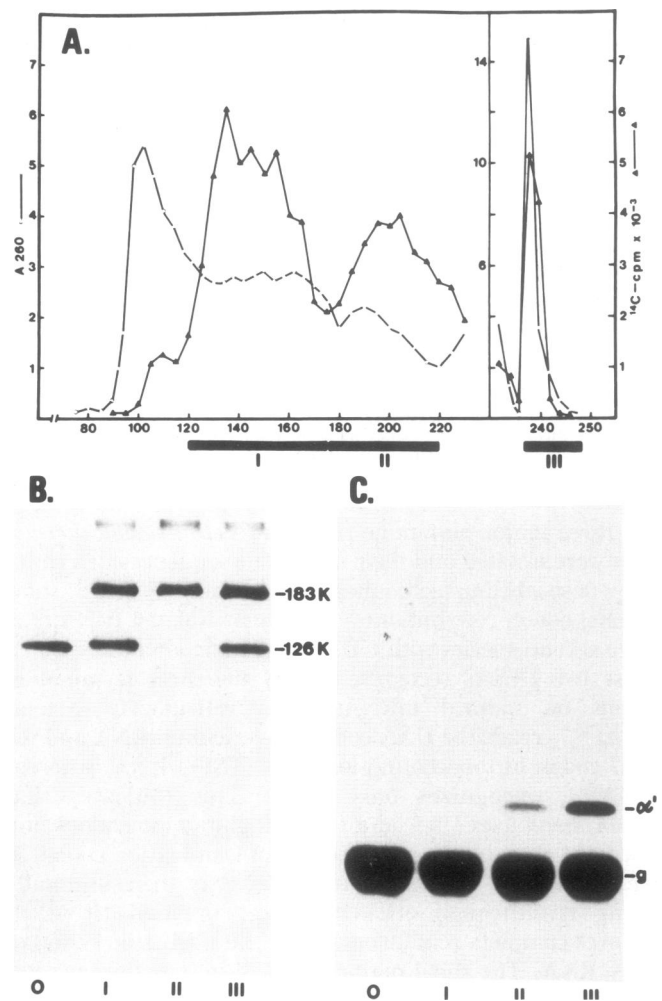 A.
7
6
5
4
3
2
1
A 260
14
10
6
7
6
5
4
3
2
1
¹⁴C-cpm x 10⁻³
80 100 120 140 160 180 200 220 240 250
I II III
B.
-183K
-126K
O I II III
C.
-α'
-g
O I II III